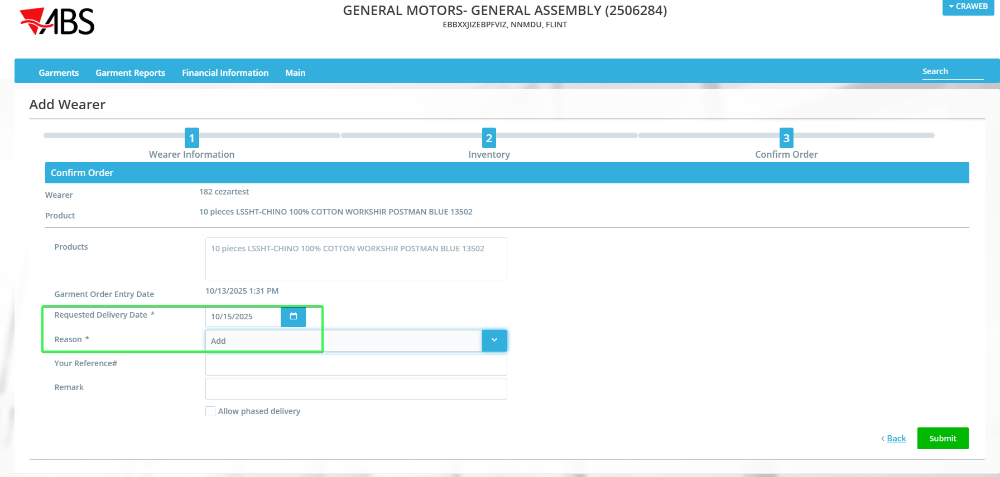 ABS
GENERAL MOTORS- GENERAL ASSEMBLY (2506284)
EBBXXJIZEBPFVIZ, NNMDU, FLINT
CRAWEB
Garments Garment Reports Financial Information Main Search
Add Wearer
1 2 3
Wearer Information Inventory Confirm Order
Confirm Order
Wearer 182 cezartest
Product 10 pieces LSSHT-CHINO 100% COTTON WORKSHIR POSTMAN BLUE 13502
Products 10 pieces LSSHT-CHINO 100% COTTON WORKSHIR POSTMAN BLUE 13502
Garment Order Entry Date 10/13/2025 1:31 PM
Requested Delivery Date * 10/15/2025
Reason * Add
Your Reference#
Remark
Allow phased delivery
< Back Submit